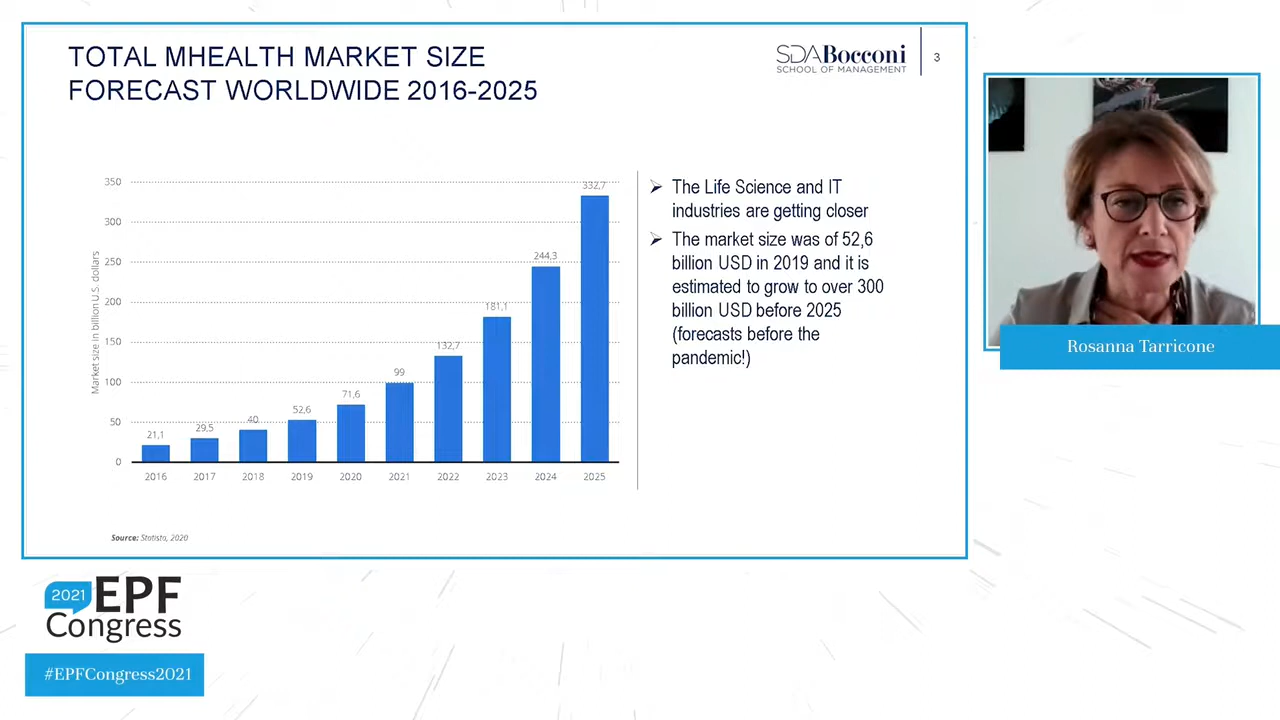 TOTAL MHEALTH MARKET SIZE
FORECAST WORLDWIDE 2016-2025
SDABocconi
SCHOOL OF MANAGEMENT
3
Market size in billion U.S. dollars
350
300
250
200
150
100
50
0
21,1
29,5
40
52,6
71,6
99
132,7
181,1
244,3
332,7
2016 2017 2018 2019 2020 2021 2022 2023 2024 2025
The Life Science and IT
industries are getting closer
The market size was of 52,6
billion USD in 2019 and it is
estimated to grow to over 300
billion USD before 2025
(forecasts before the
pandemic!)
Source: Statista, 2020
Rosanna Tarricone
2021 EPF
Congress
#EPFCongress2021